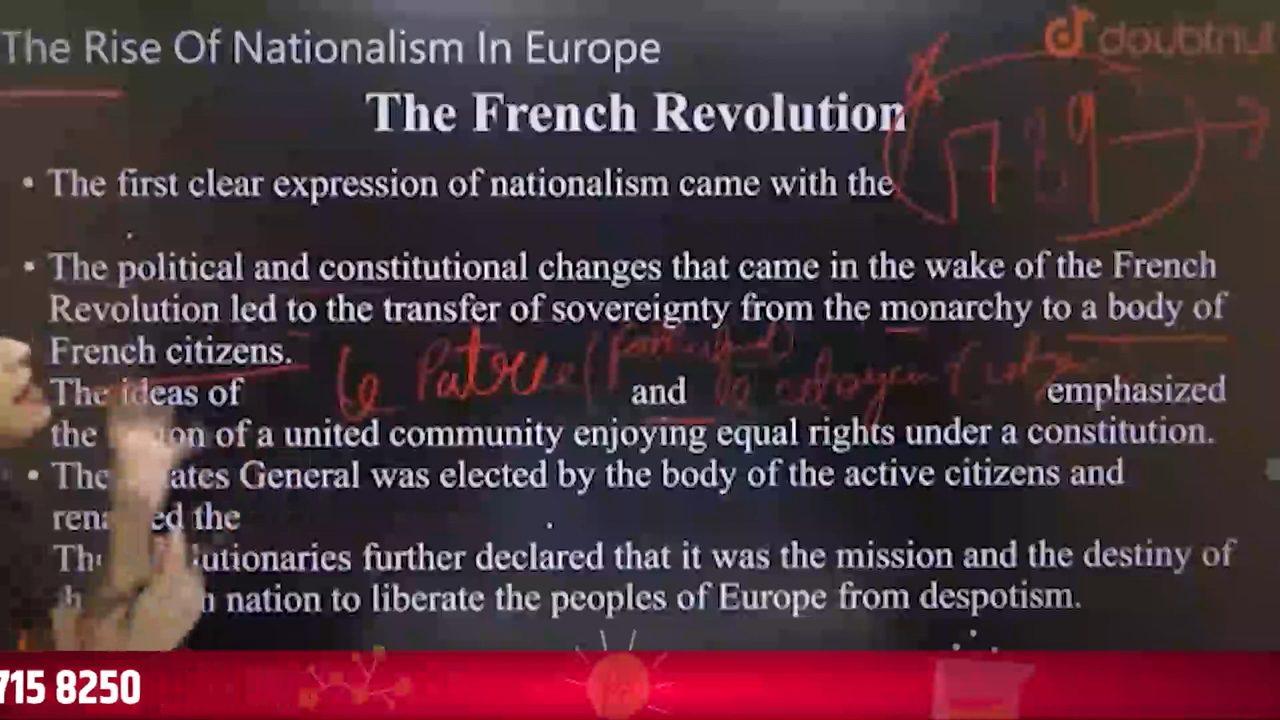 The Rise Of Nationalism In Europe
doubtnut
The French Revolution
1789
• The first clear expression of nationalism came with the
• The political and constitutional changes that came in the wake of the French
Revolution led to the transfer of sovereignty from the monarchy to a body of
French citizens.
The ideas of le Patrie and le citoyen emphasized
the of a united community enjoying equal rights under a constitution.
• The General was elected by the body of the active citizens and
the
further declared that it was the mission and the destiny of
nation to liberate the peoples of Europe from despotism.
715 8250